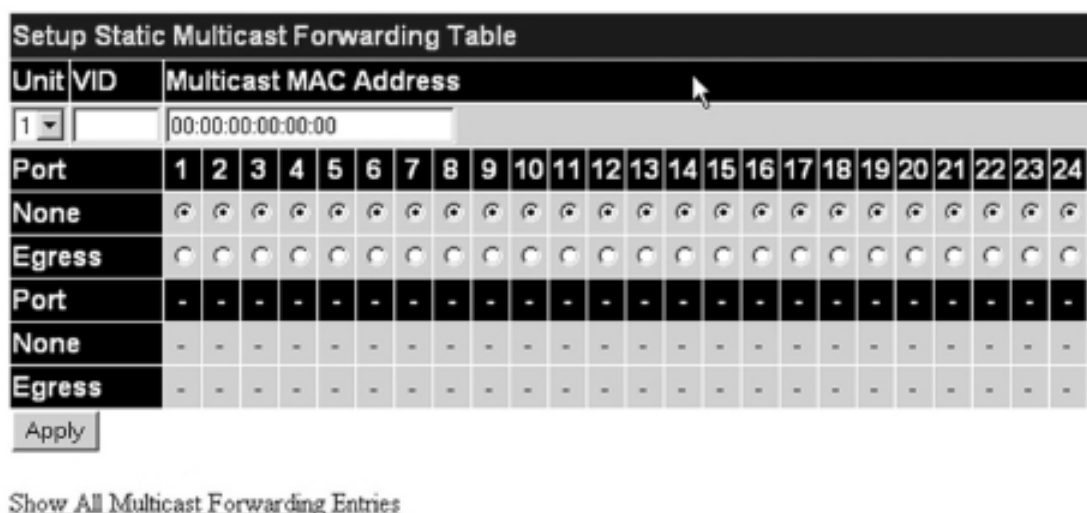 Setup Static Multicast Forwarding Table
Unit VID Multicast MAC Address
1 00:00:00:00:00:00
Port 1 2 3 4 5 6 7 8 9 10 11 12 13 14 15 16 17 18 19 20 21 22 23 24
None
Egress
Port - - - - - - - - - - - - - - - - - - - - - - - -
None - - - - - - - - - - - - - - - - - - - - - - - -
Egress - - - - - - - - - - - - - - - - - - - - - - - -
Apply
Show All Multicast Forwarding Entries